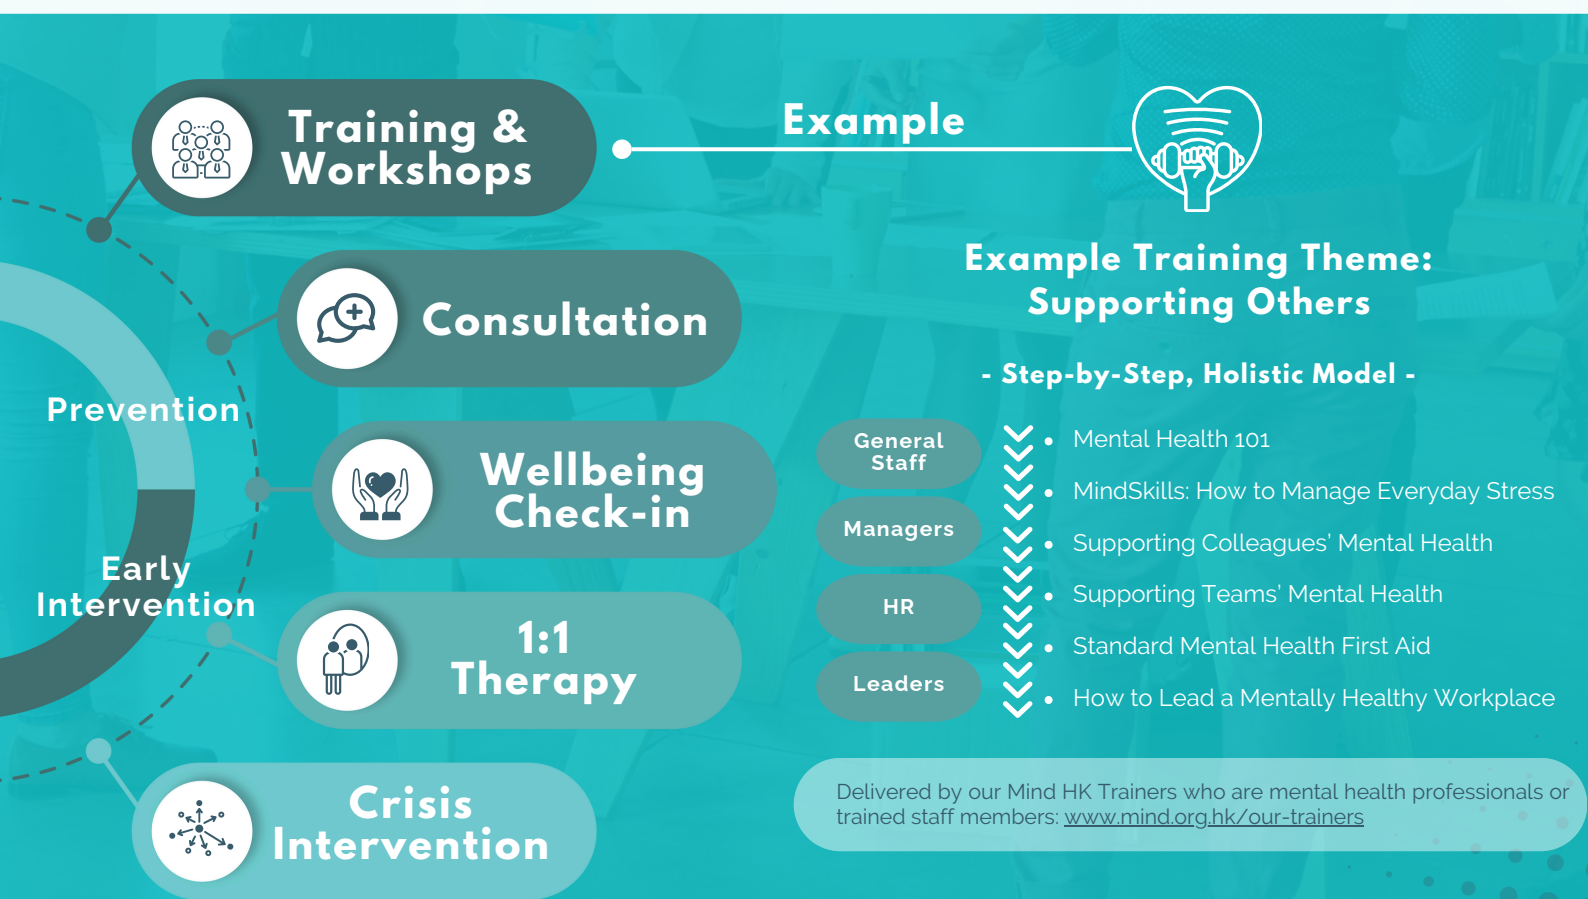 Training &
Workshops
Consultation
Prevention
Wellbeing
Check-in
Early
Intervention
1:1
Therapy
Crisis
Intervention
Example
Example Training Theme:
Supporting Others
- Step-by-Step, Holistic Model -
General
Staff
Managers
HR
Leaders
• Mental Health 101
• MindSkills: How to Manage Everyday Stress
• Supporting Colleagues’ Mental Health
• Supporting Teams’ Mental Health
• Standard Mental Health First Aid
• How to Lead a Mentally Healthy Workplace
Delivered by our Mind HK Trainers who are mental health professionals or
trained staff members: www.mind.org.hk/our-trainers